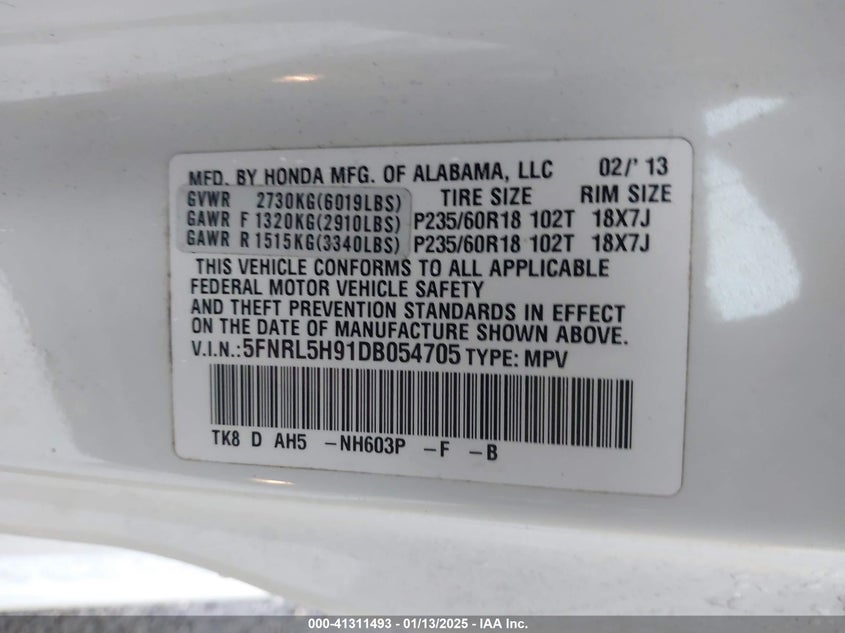 MFD. BY HONDA MFG. OF ALABAMA, LLC 02/' 13
GVWR 2730KG(6019LBS) TIRE SIZE RIM SIZE
GAWR F 1320KG(2910LBS) P235/60R18 102T 18X7J
GAWR R 1515KG(3340LBS) P235/60R18 102T 18X7J
THIS VEHICLE CONFORMS TO ALL APPLICABLE
FEDERAL MOTOR VEHICLE SAFETY
AND THEFT PREVENTION STANDARDS IN EFFECT
ON THE DATE OF MANUFACTURE SHOWN ABOVE.
V.I.N.: 5FNRL5H91DB054705 TYPE: MPV
TK8 D AH5 -NH603P -F -B
000-41311493 - 01/13/2025 - IAA Inc.